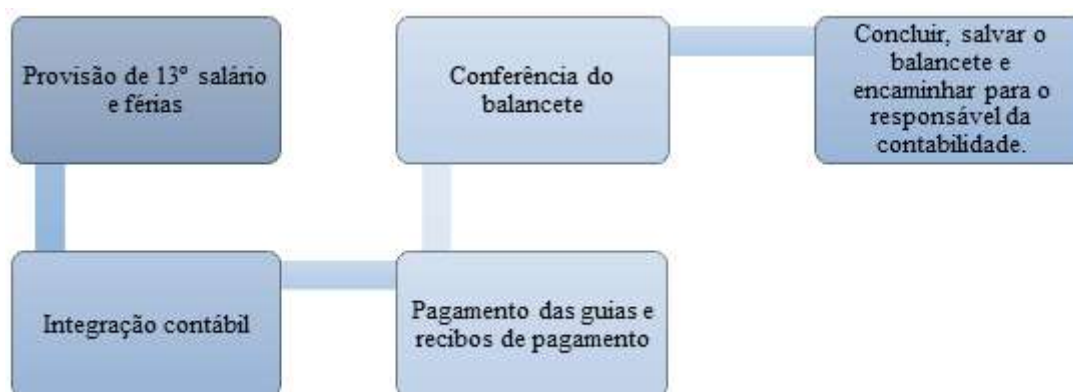 Provisão de 13º salário
e férias
Integração contábil
Pagamento das guias e
recibos de pagamento
Conferência do
balancete
Concluir, salvar o
balancete e
encaminhar para o
responsável da
contabilidade.